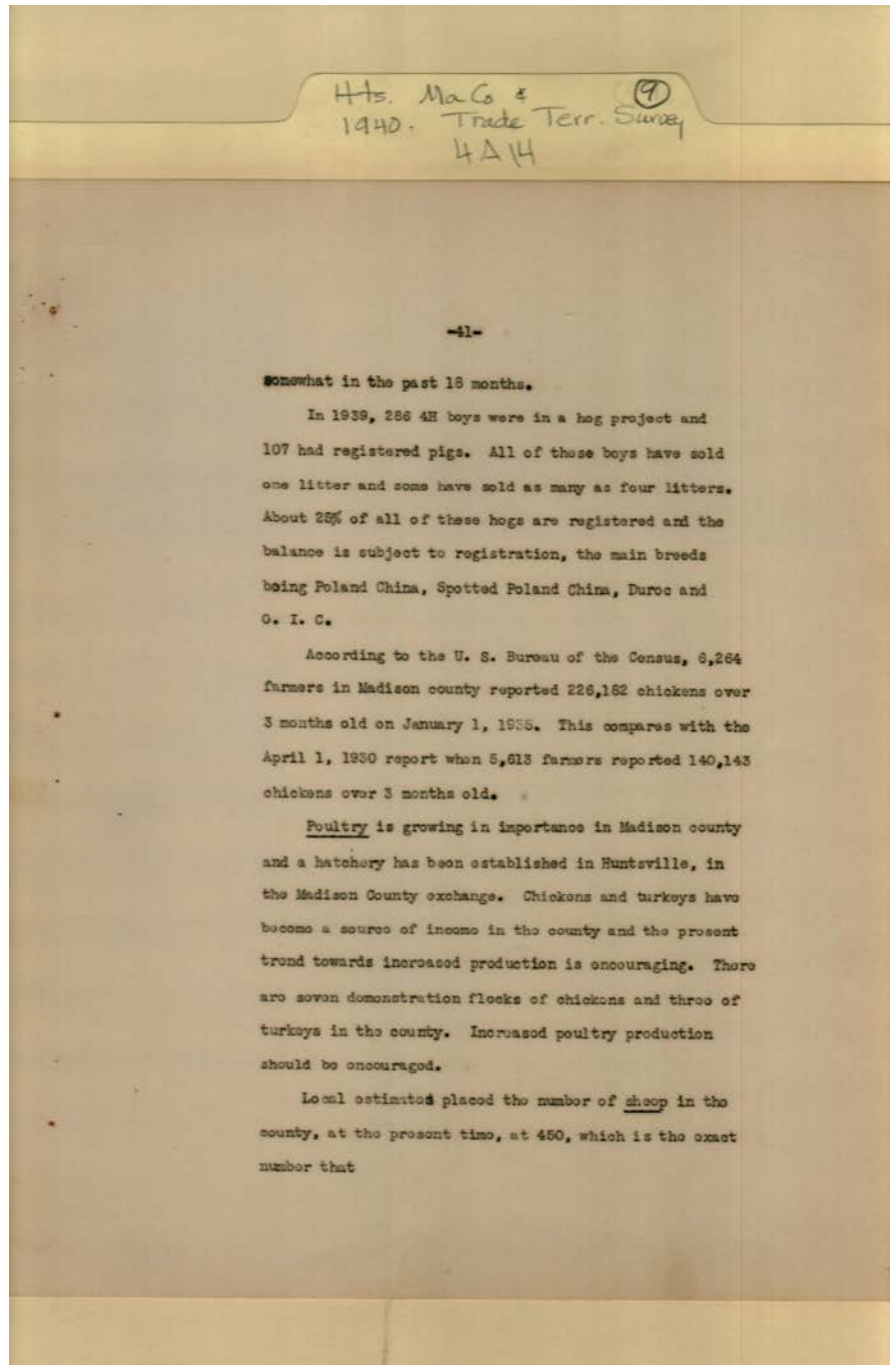 Hts. Ma Co & 9
1940. Trade Terr. Survey
4A14
-41-
somewhat in the past 18 months.
In 1939, 286 4H boys were in a hog project and
107 had registered pigs. All of these boys have sold
one litter and some have sold as many as four litters.
About 25% of all of these hogs are registered and the
balance is subject to registration, the main breeds
being Poland China, Spotted Poland China, Duroc and
O. I. C.
According to the U. S. Bureau of the Census, 6,264
farmers in Madison county reported 226,182 chickens over
3 months old on January 1, 1935. This compares with the
April 1, 1930 report when 5,613 farmers reported 140,143
chickens over 3 months old.
Poultry is growing in importance in Madison county
and a hatchery has been established in Huntsville, in
the Madison County exchange. Chickens and turkeys have
become a source of income in the county and the present
trend towards increased production is encouraging. There
are seven demonstration flocks of chickens and three of
turkeys in the county. Increased poultry production
should be encouraged.
Local estimated placed the number of sheep in the
county, at the present time, at 450, which is the exact
number that